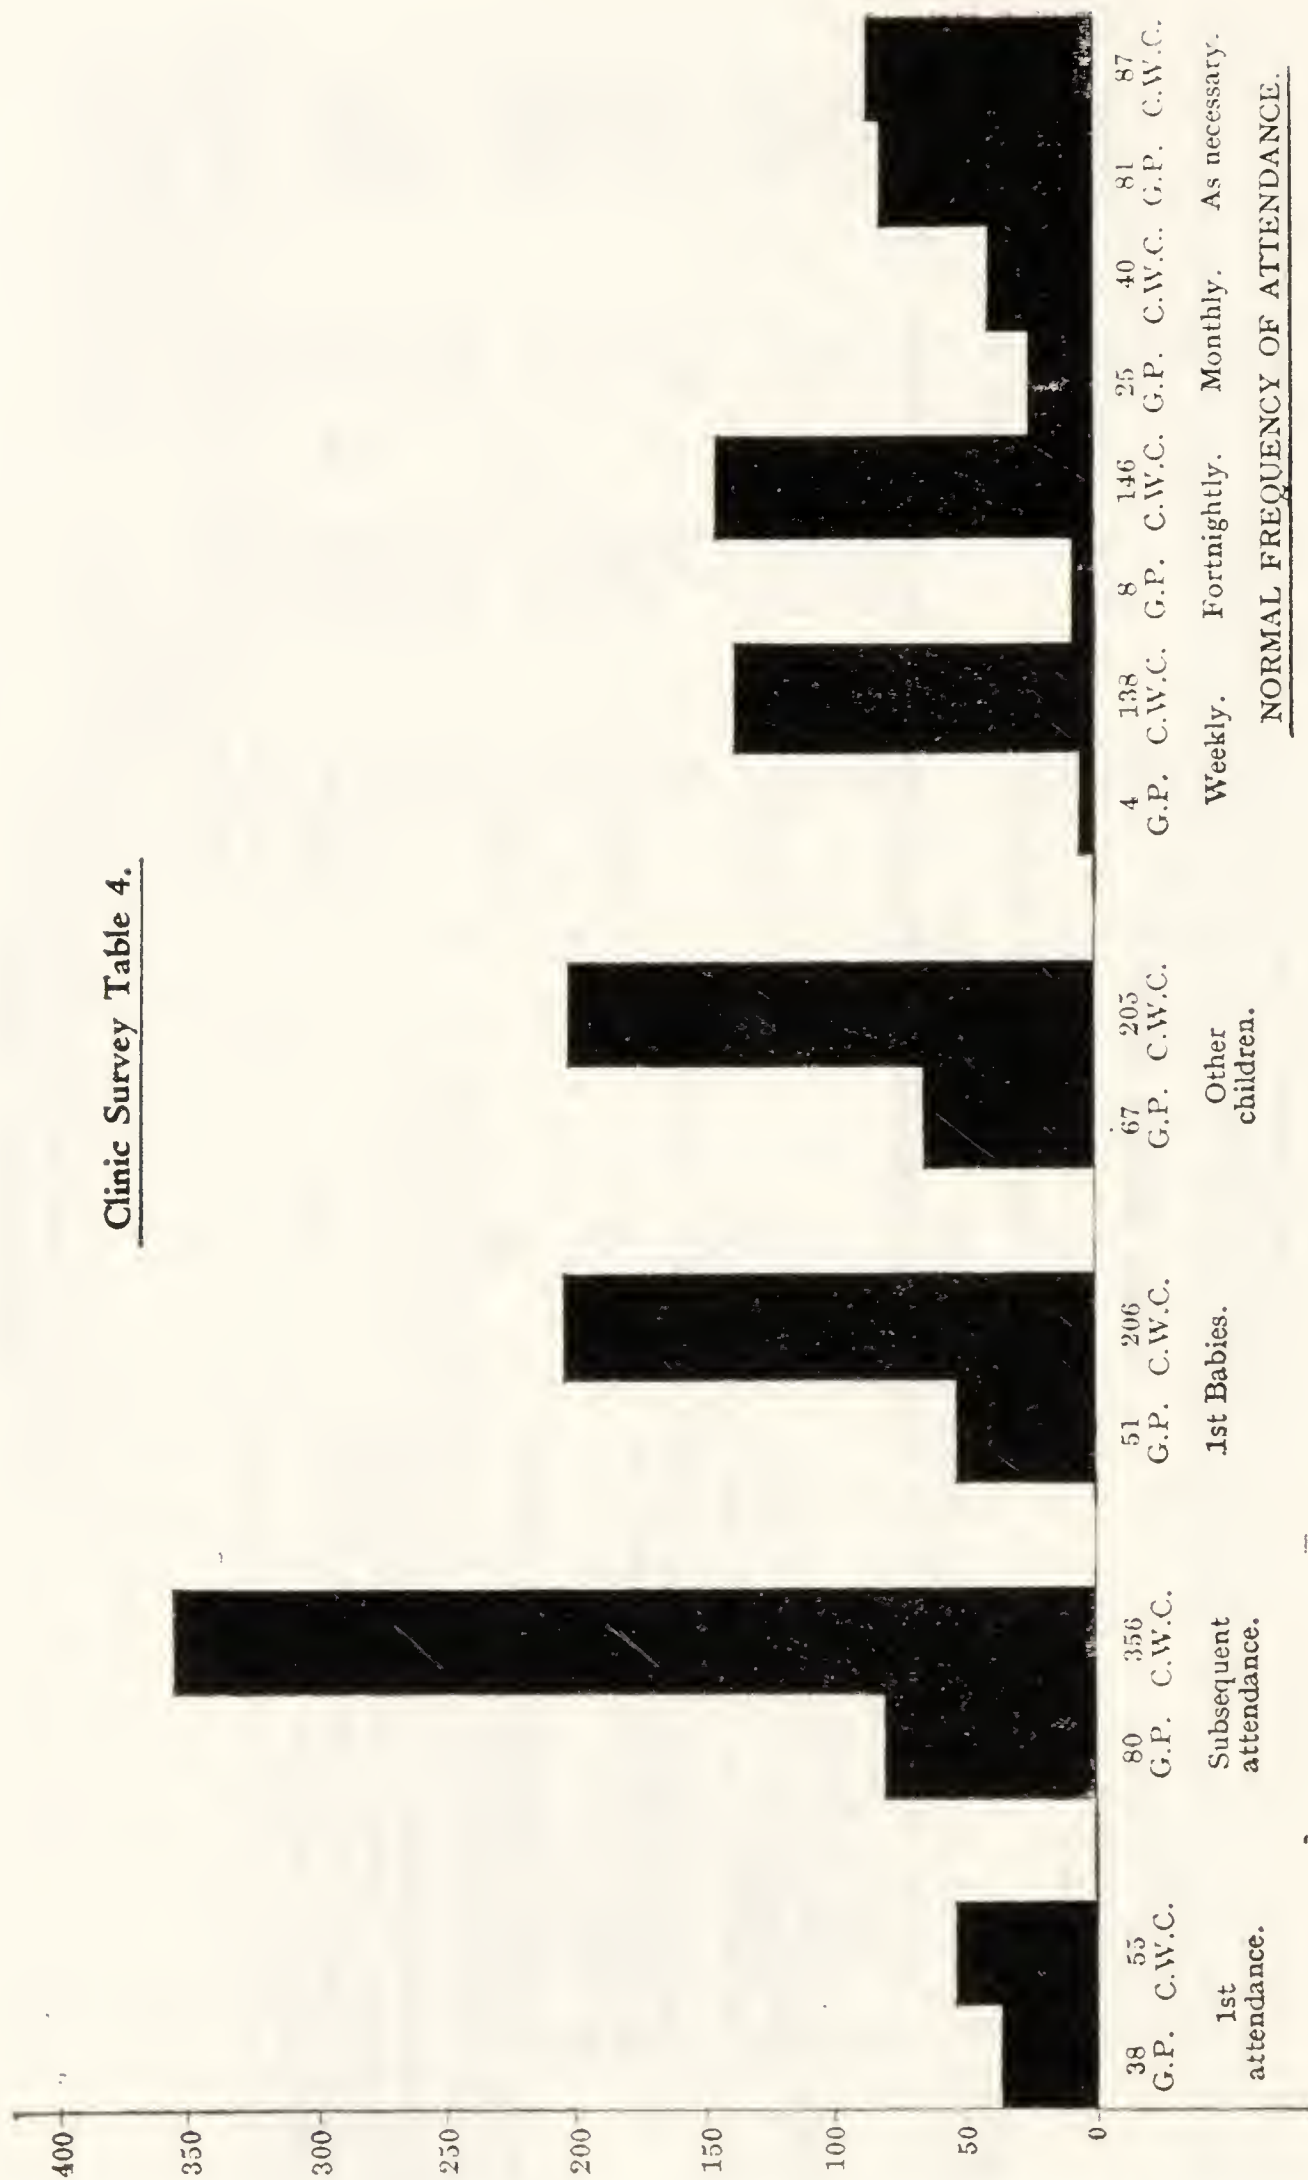 Clinic Survey Table 4.
400
350
300
250
200
150
100
50
0
38 55 80 356 51 206 67 205 4 138 8 146 25 40 81 87
G.P. C.W.C. G.P. C.W.C. G.P. C.W.C. G.P. C.W.C. G.P. C.W.C. G.P. C.W.C. G.P. C.W.C. G.P. C.W.C.
1st Subsequent 1st Babies. Other Weekly. Fortnightly. Monthly. As necessary.
attendance. attendance. children.
NORMAL FREQUENCY OF ATTENDANCE.